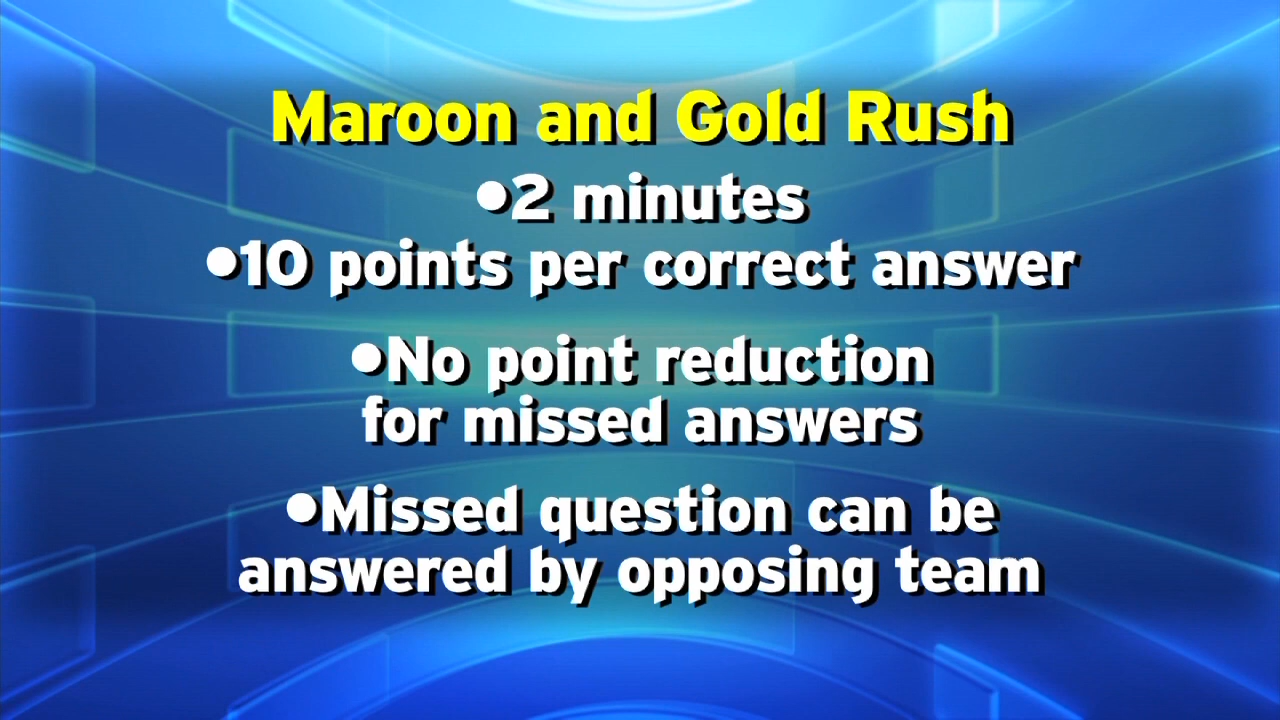 Maroon and Gold Rush
•2 minutes
•10 points per correct answer
•No point reduction
for missed answers
•Missed question can be
answered by opposing team